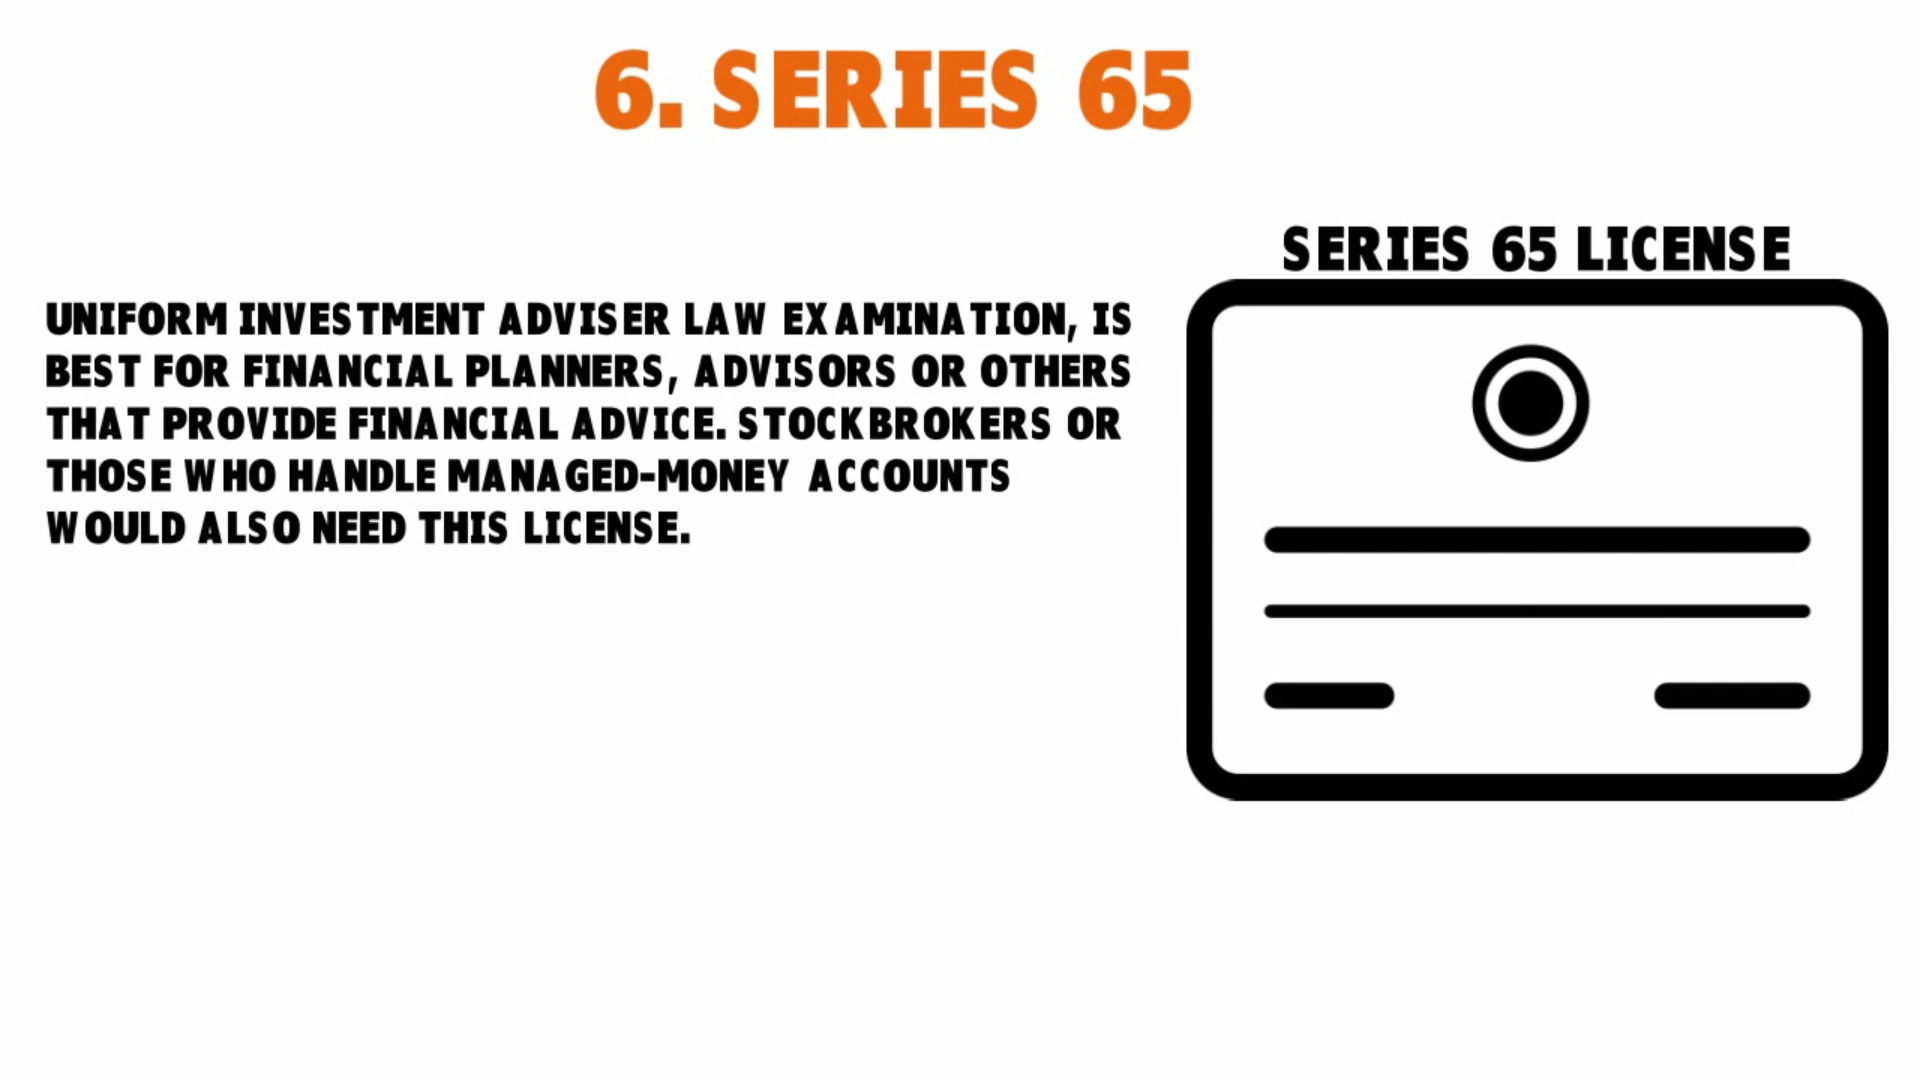 6. SERIES 65
SERIES 65 LICENSE
UNIFORM INVESTMENT ADVISER LAW EXAMINATION, IS
BEST FOR FINANCIAL PLANNERS, ADVISORS OR OTHERS
THAT PROVIDE FINANCIAL ADVICE. STOCKBROKERS OR
THOSE WHO HANDLE MANAGED-MONEY ACCOUNTS
WOULD ALSO NEED THIS LICENSE.